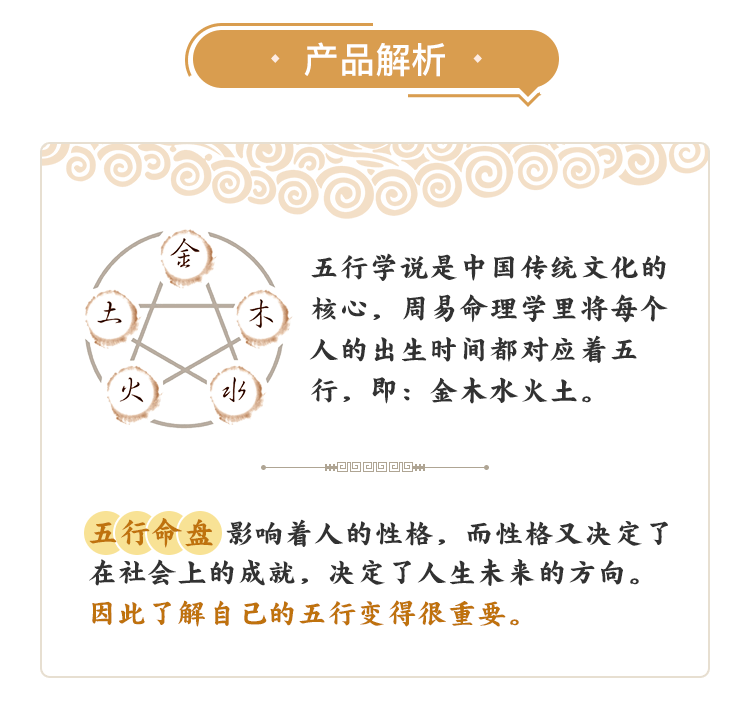 产品解析
金
土
木
火
水
五行学说是中国传统文化的
核心，周易命理学里将每个
人的出生时间都对应着五
行，即：金木水火土。
五行命盘影响着人的性格，而性格又决定了
在社会上的成就，决定了人生未来的方向。
因此了解自己的五行变得很重要。